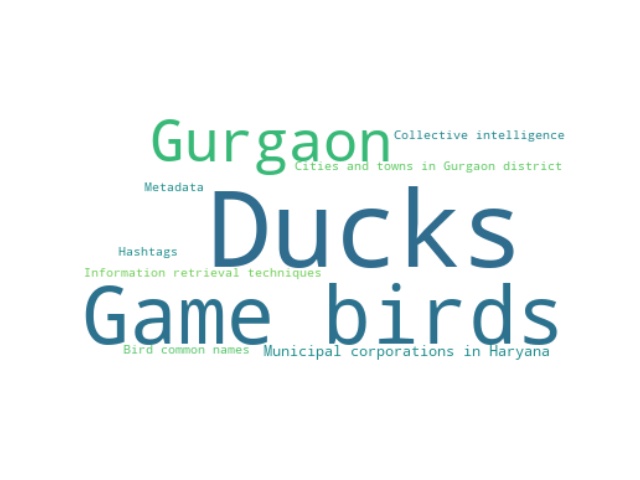 Gurgaon
Collective intelligence
Cities and towns in Gurgaon district
Metadata
Ducks
Hashtags
Information retrieval techniques
Game birds
Bird common names
Municipal corporations in Haryana